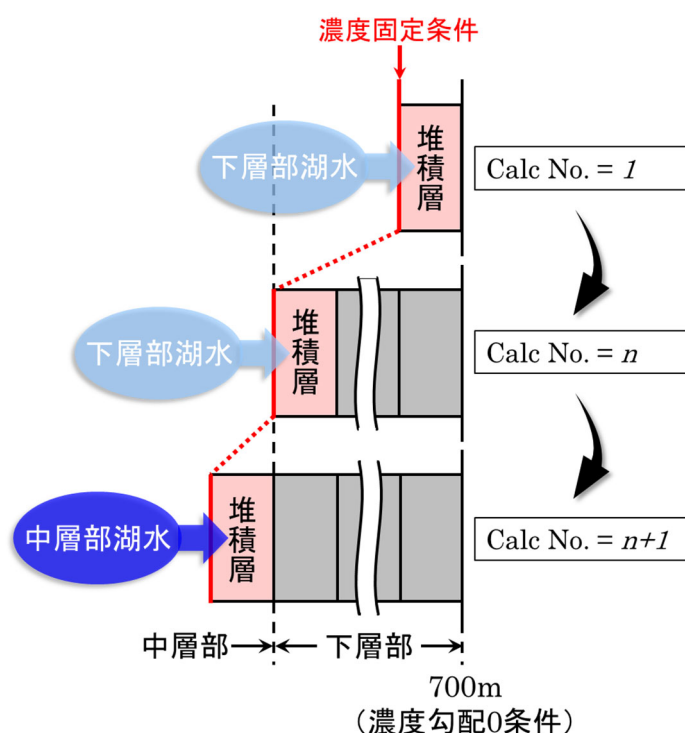 濃度固定条件
下層部湖水
堆積層
Calc No. = 1
下層部湖水
堆積層
Calc No. = n
中層部湖水
堆積層
Calc No. = n+1
中層部
下層部
700m
（濃度勾配0条件）